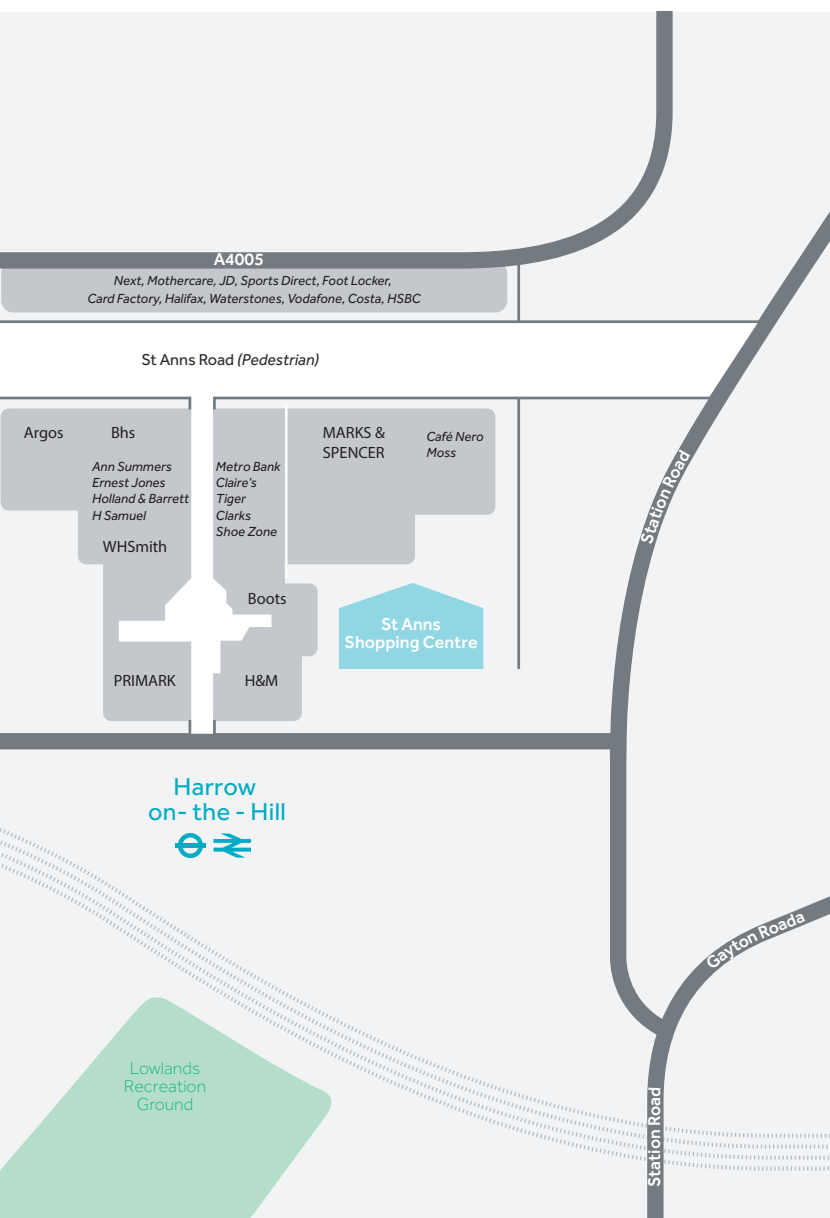 A4005
Next, Mothercare, JD, Sports Direct, Foot Locker,
Card Factory, Halifax, Waterstones, Vodafone, Costa, HSBC
St Anns Road (Pedestrian)
Argos
Bhs
Ann Summers
Ernest Jones
Holland & Barrett
H Samuel
WHSmith
Metro Bank
Claire's
Tiger
Clarks
Shoe Zone
MARKS &
SPENCER
Café Nero
Moss
Station Road
Boots
St Anns
Shopping Centre
PRIMARK
H&M
Harrow
on- the - Hill
Gayton Roada
Lowlands
Recreation
Ground
Station Road